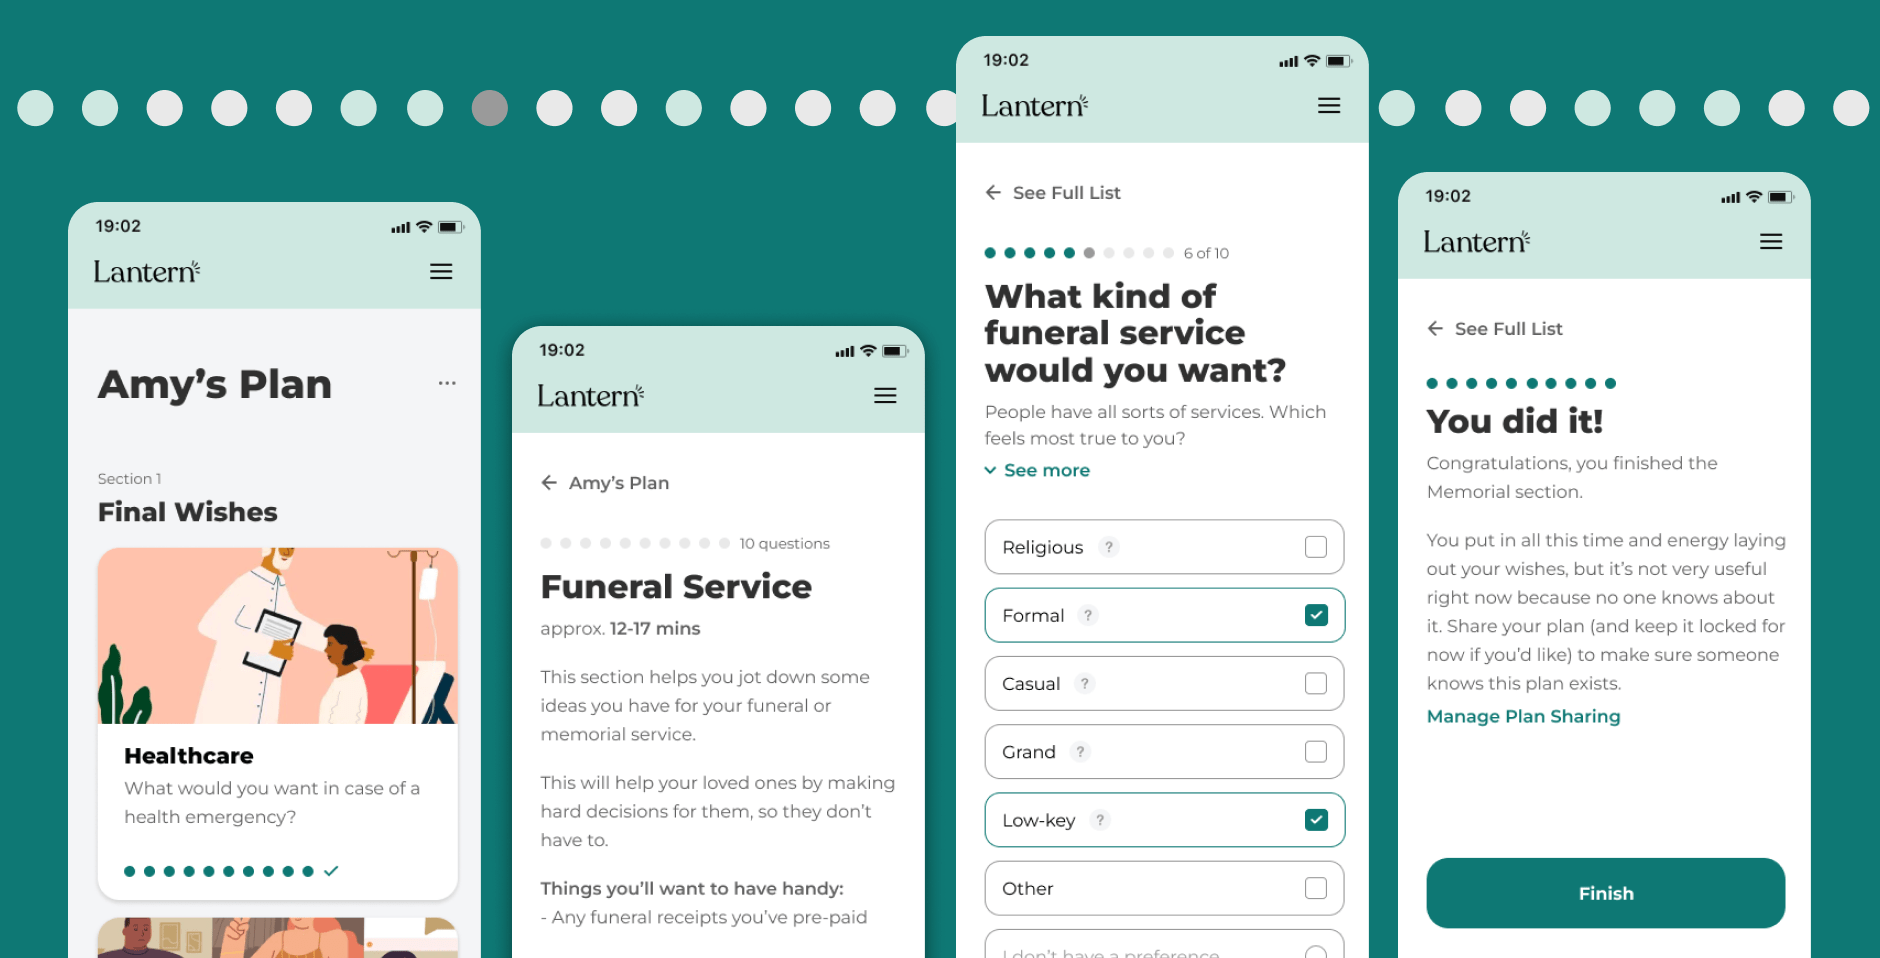 19:02
Lantern
Amy’s Plan
Section 1
Final Wishes
Healthcare
What would you want in case of a
health emergency?
19:02
Lantern
Amy’s Plan
10 questions
Funeral Service
approx. 12-17 mins
This section helps you jot down some
ideas you have for your funeral or
memorial service.
This will help your loved ones by making
hard decisions for them, so they don’t
have to.
Things you’ll want to have handy:
- Any funeral receipts you’ve pre-paid
19:02
Lantern
See Full List
6 of 10
What kind of
funeral service
would you want?
People have all sorts of services. Which
feels most true to you?
See more
Religious ?
Formal ?
Casual ?
Grand ?
Low-key ?
Other
I don’t have a preference
19:02
Lantern
See Full List
You did it!
Congratulations, you finished the
Memorial section.
You put in all this time and energy laying
out your wishes, but it’s not very useful
right now because no one knows about
it. Share your plan (and keep it locked for
now if you’d like) to make sure someone
knows this plan exists.
Manage Plan Sharing
Finish